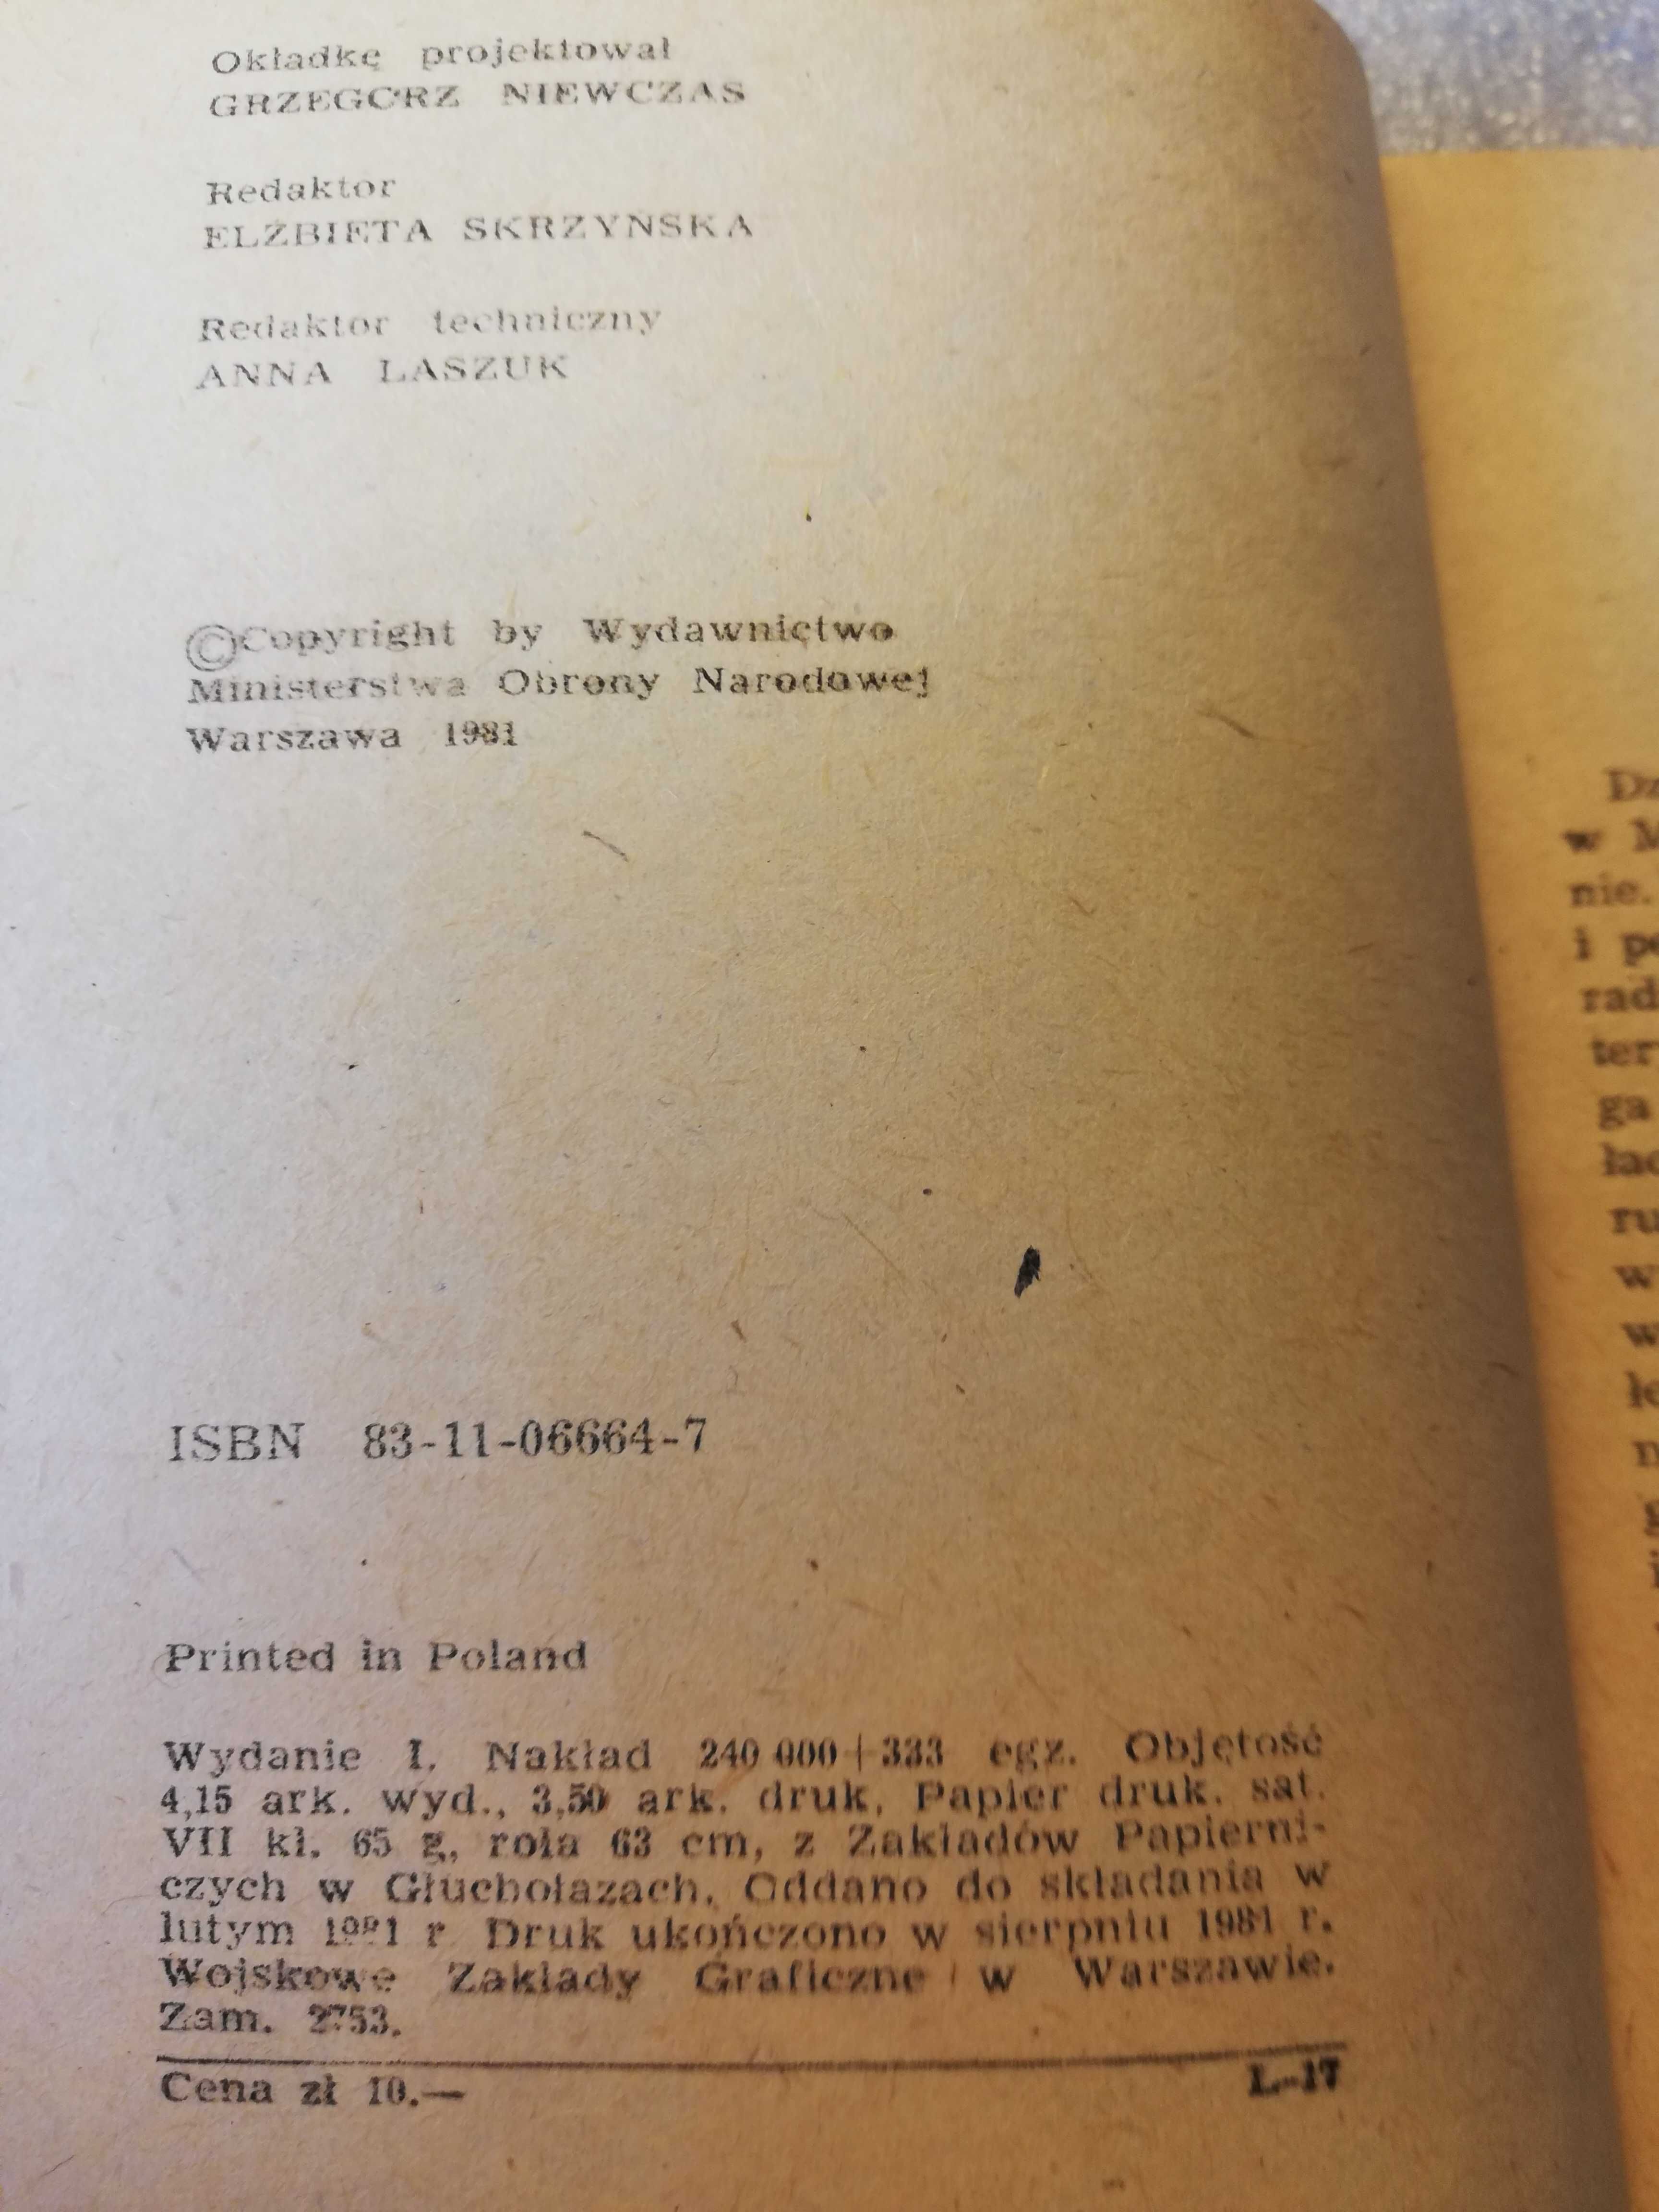 Okładkę projektował
GRZEGORZ NIEWCZAS
Redaktor
ELŻBIETA SKRZYŃSKA
Redaktor techniczny
ANNA LASZUK
©Copyright by Wydawnictwo
Ministerstwa Obrony Narodowej
Warszawa 1981
ISBN 83-11-06664-7
Printed in Poland
Wydanie I. Nakład 240 000+333 egz. Objętość
4,15 ark. wyd., 3,50 ark. druk. Papier druk. sat.
VII kl. 65 g, rola 63 cm, z Zakładów Papierni-
czych w Głuchołazach. Oddano do składania w
lutym 1981 r. Druk ukończono w sierpniu 1981 r.
Wojskowe Zakłady Graficzne w Warszawie.
Zam. 2753.
Cena zł 10.—
L-17
w
nie.
i
ga